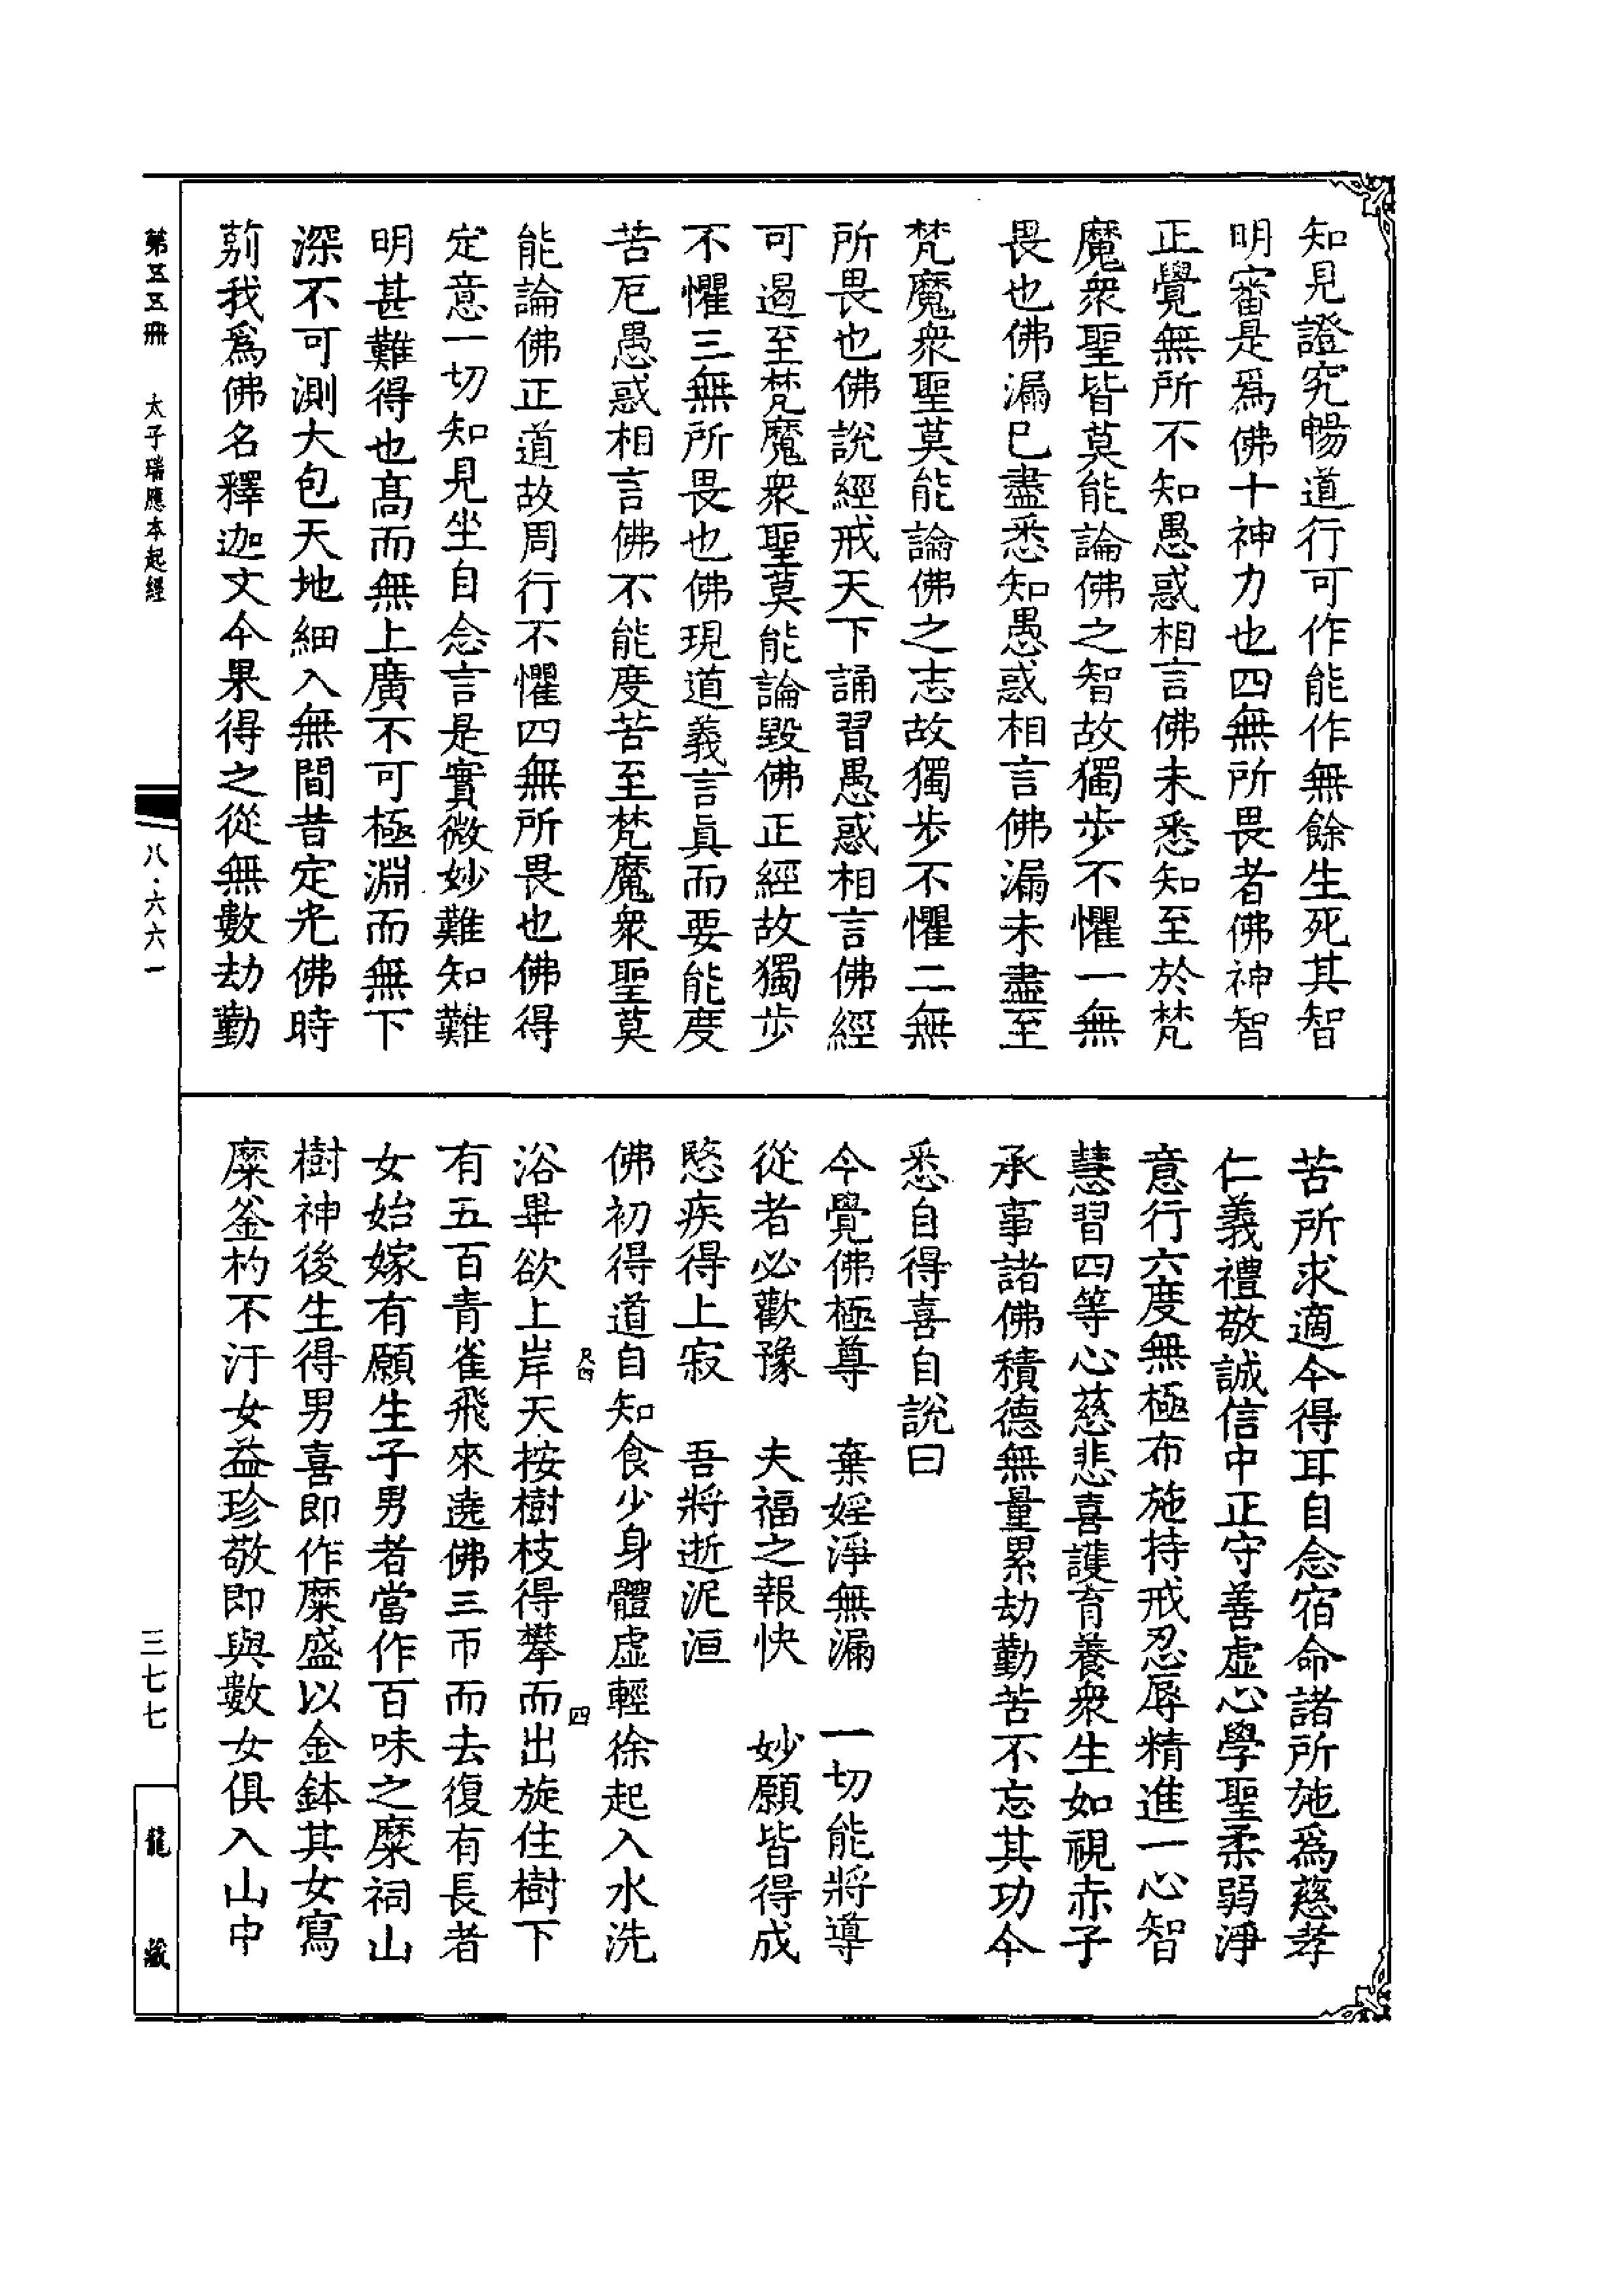 知見證究暢道行可作能作無餘生死其智
明審是爲佛十神力也四無所畏者佛神智
正覺無所不知愚惑相言佛未悉知至於梵
魔衆聖皆莫能論佛之智故獨步不懼一無
畏也佛漏已盡悉知愚惑相言佛漏未盡至
梵魔衆聖莫能論佛之志故獨步不懼二無
所畏也佛說經戒天下誦習愚惑相言佛經
可遏至梵魔衆聖莫能論毀佛正經故獨步
不懼三無所畏也佛現道義言眞而要能度
苦厄愚惑相言佛不能度苦至梵魔衆聖莫
能論佛正道故周行不懼四無所畏也佛得
定意一切知見坐自念言是實微妙難知難
明甚難得也髙而無上廣不可極淵而無下
深不可測大包天地細入無間昔定光佛時
莂我爲佛名釋迦文今果得之從無數劫勤
苦所求適今得耳自念宿命諸所施爲慈孝
仁義禮敬誠信中正守善虛心學聖柔弱淨
意行六度無極布施持戒忍辱精進一心智
慧習四等心慈悲喜護育養衆生如視赤子
承事諸佛積德無量累劫勤苦不忘其功今
悉自得喜自說曰
今覺佛極尊　棄婬淨無漏　一切能將導
從者必歡豫　夫福之報快　妙願皆得成
愍疾得上寂　吾將逝泥洹
佛初得道自知食少身體虛輕徐起入水洗
尺四　四
浴畢欲上岸天按樹枝得攀而出旋住樹下
有五百青雀飛來遶佛三帀而去復有長者
女始嫁有願生子男者當作百味之糜祠山
樹神後生得男喜即作糜盛以金鉢其女寫
糜釜杓不汙女益珍敬即與數女俱入山中
第五五冊　太子瑞應本起經
八·六六一
三七七
龍藏